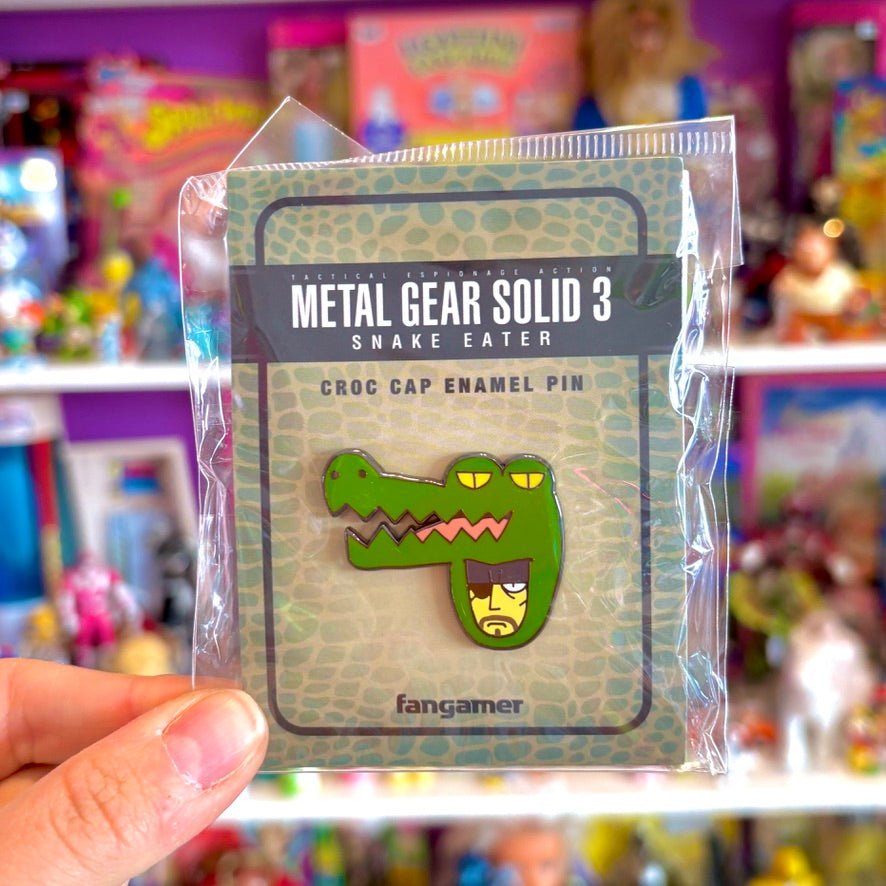 TACTICAL ESPIONAGE ACTION
METAL GEAR SOLID 3
SNAKE EATER
CROC CAP ENAMEL PIN
fangamer